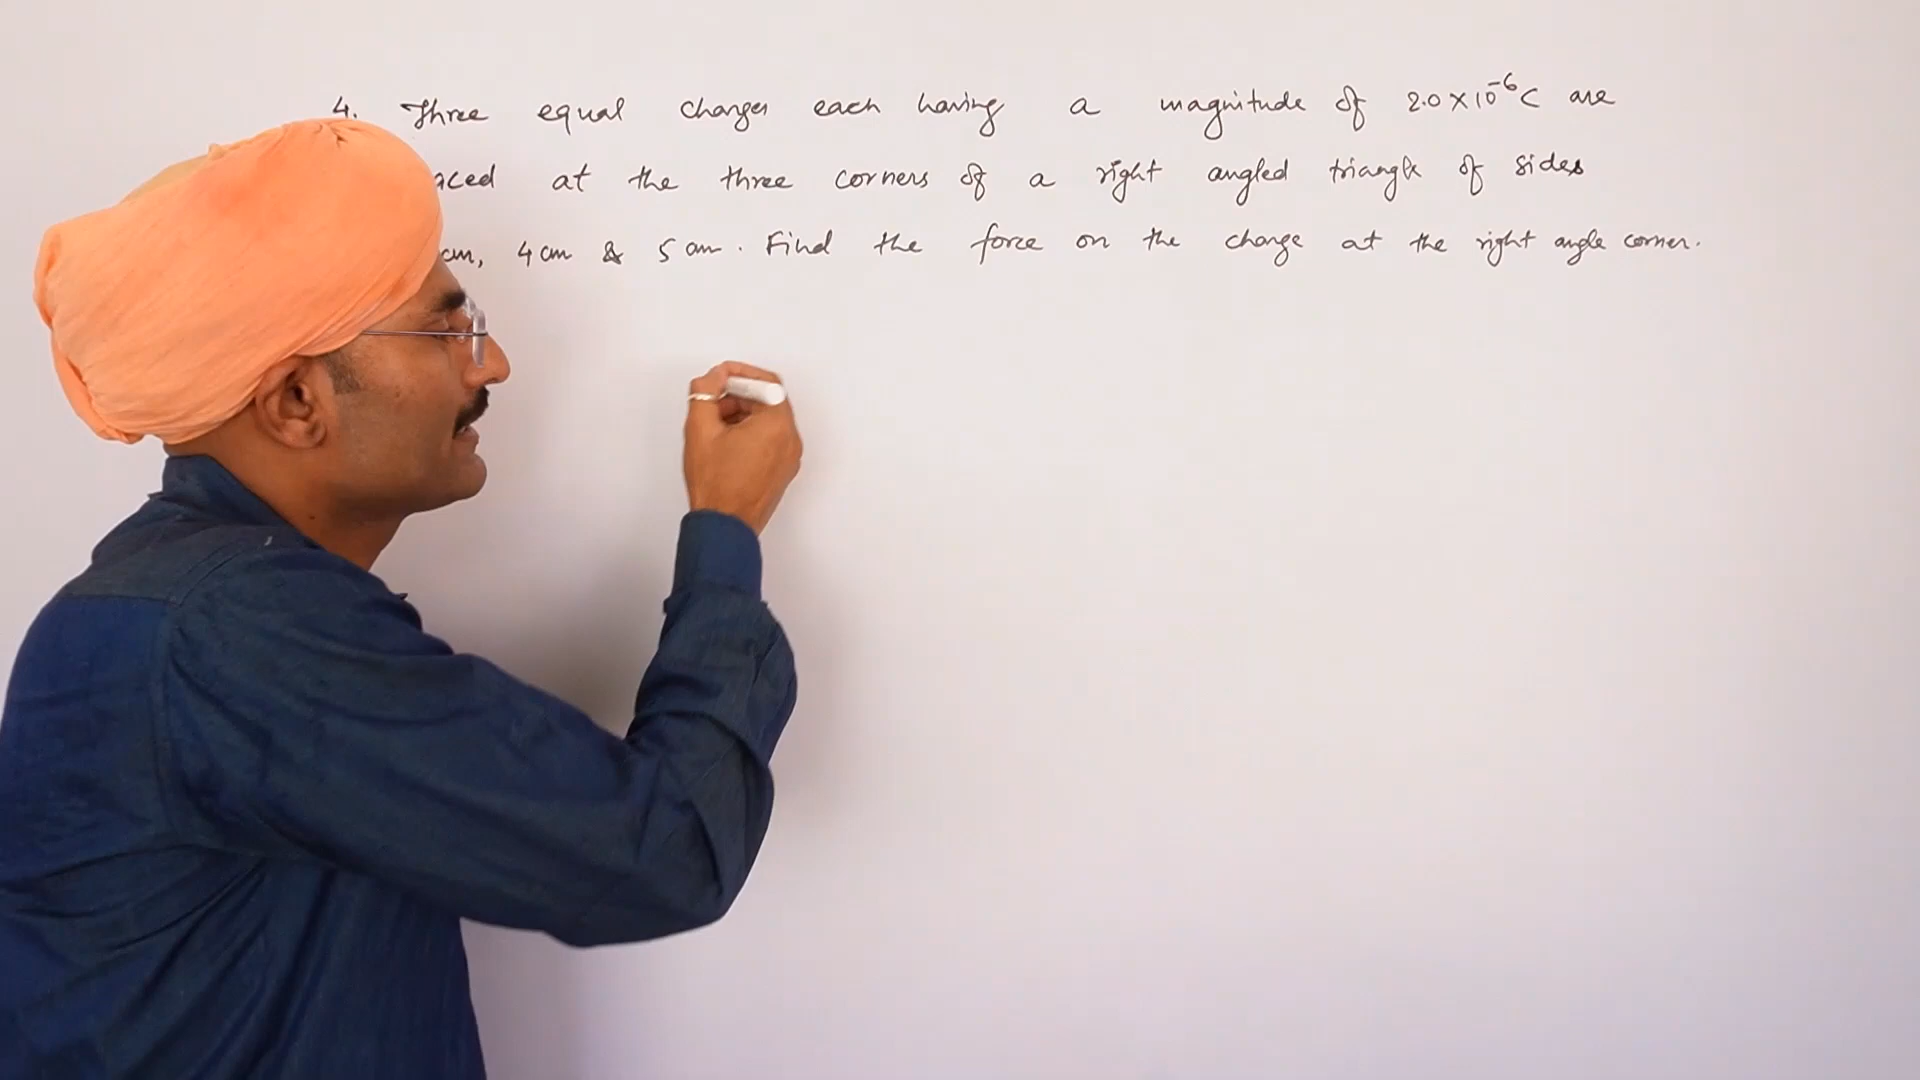 4. Three equal charges each having a magnitude of 2.0 × 10⁻⁶ C are
aced at the three corners of a right angled triangle of sides
cm, 4 cm & 5 cm. Find the force on the charge at the right angle corner.